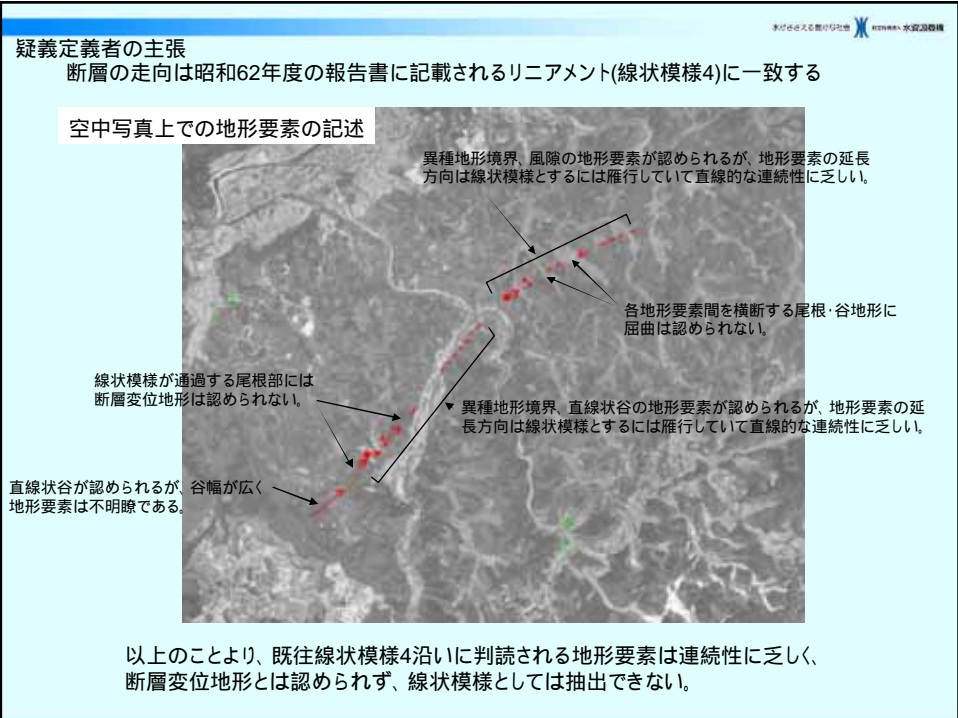 水資源機構
疑義定義者の主張
断層の走向は昭和62年度の報告書に記載されるリニアメント(線状模様4)に一致する
空中写真上での地形要素の記述
異種地形境界、風隙の地形要素が認められるが、地形要素の延長
方向は線状模様とするには雁行していて直線的な連続性に乏しい。
各地形要素間を横断する尾根・谷地形に
屈曲は認められない。
線状模様が通過する尾根部には
断層変位地形は認められない。
異種地形境界、直線状谷の地形要素が認められるが、地形要素の延
長方向は線状模様とするには雁行していて直線的な連続性に乏しい。
直線状谷が認められるが、谷幅が広く
地形要素は不明瞭である。
以上のことより、既往線状模様4沿いに判読される地形要素は連続性に乏しく、
断層変位地形とは認められず、線状模様としては抽出できない。